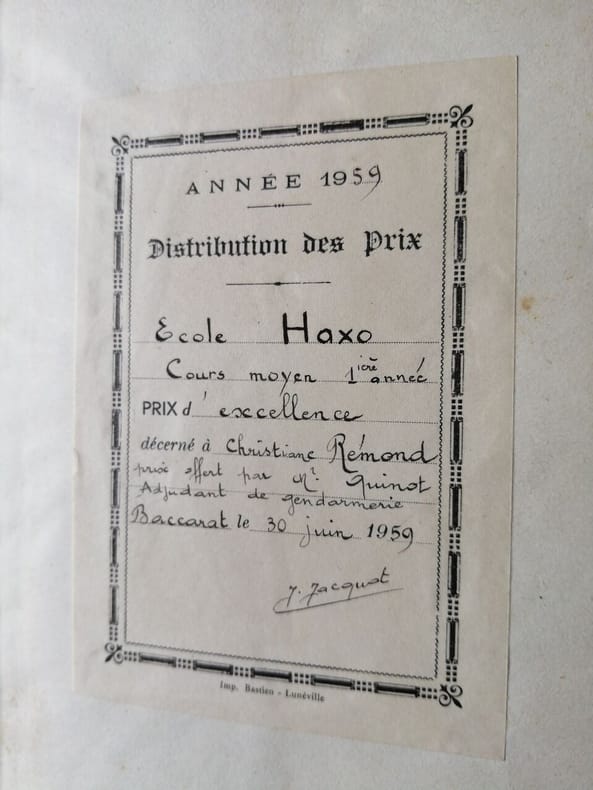 ANNÉE 1959
Distribution des Prix
Ecole Haxo
Cours moyen 1ière année
PRIX d'excellence
décerné à Christiane Rémond
prix offert par Mr. Quinot
Adjudant de gendarmerie
Baccarat le 30 juin 1959
J. Jacquot
Imp. Bastien - Lunéville